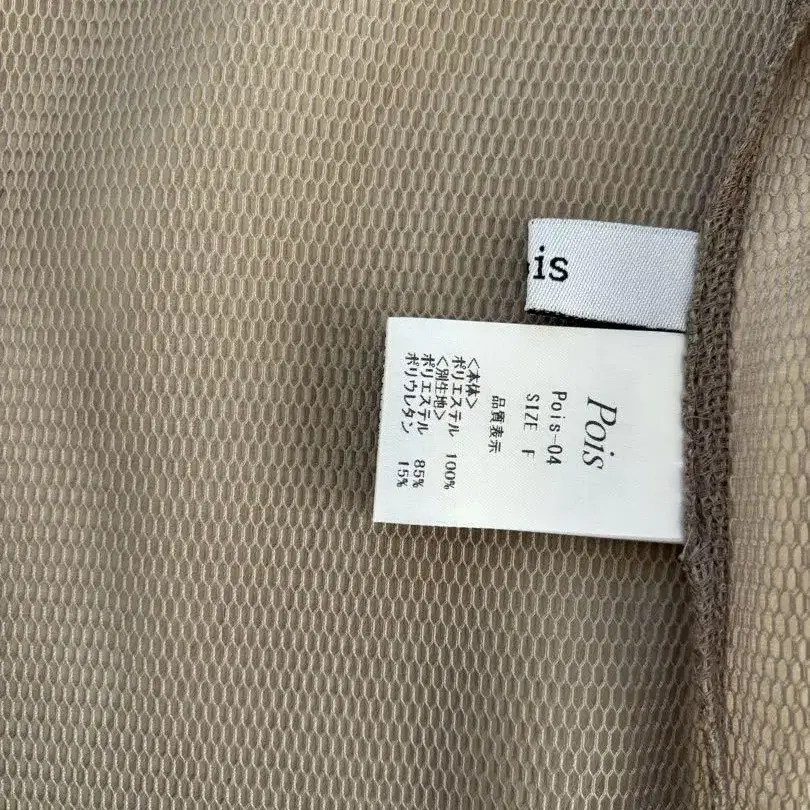 is
Pois
Pois-04
SIZE F
品質表示
<本体>
ポリエステル 100%
<別生地>
ポリエステル 85%
ポリウレタン 15%